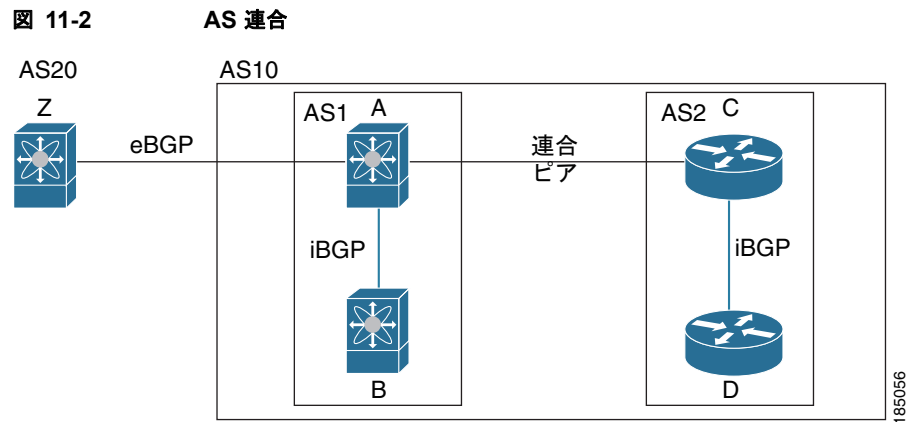 図 11-2 AS 連合
AS20
AS10
Z
AS1
A
AS2
C
eBGP
連合
ピア
iBGP
iBGP
B
D
185056